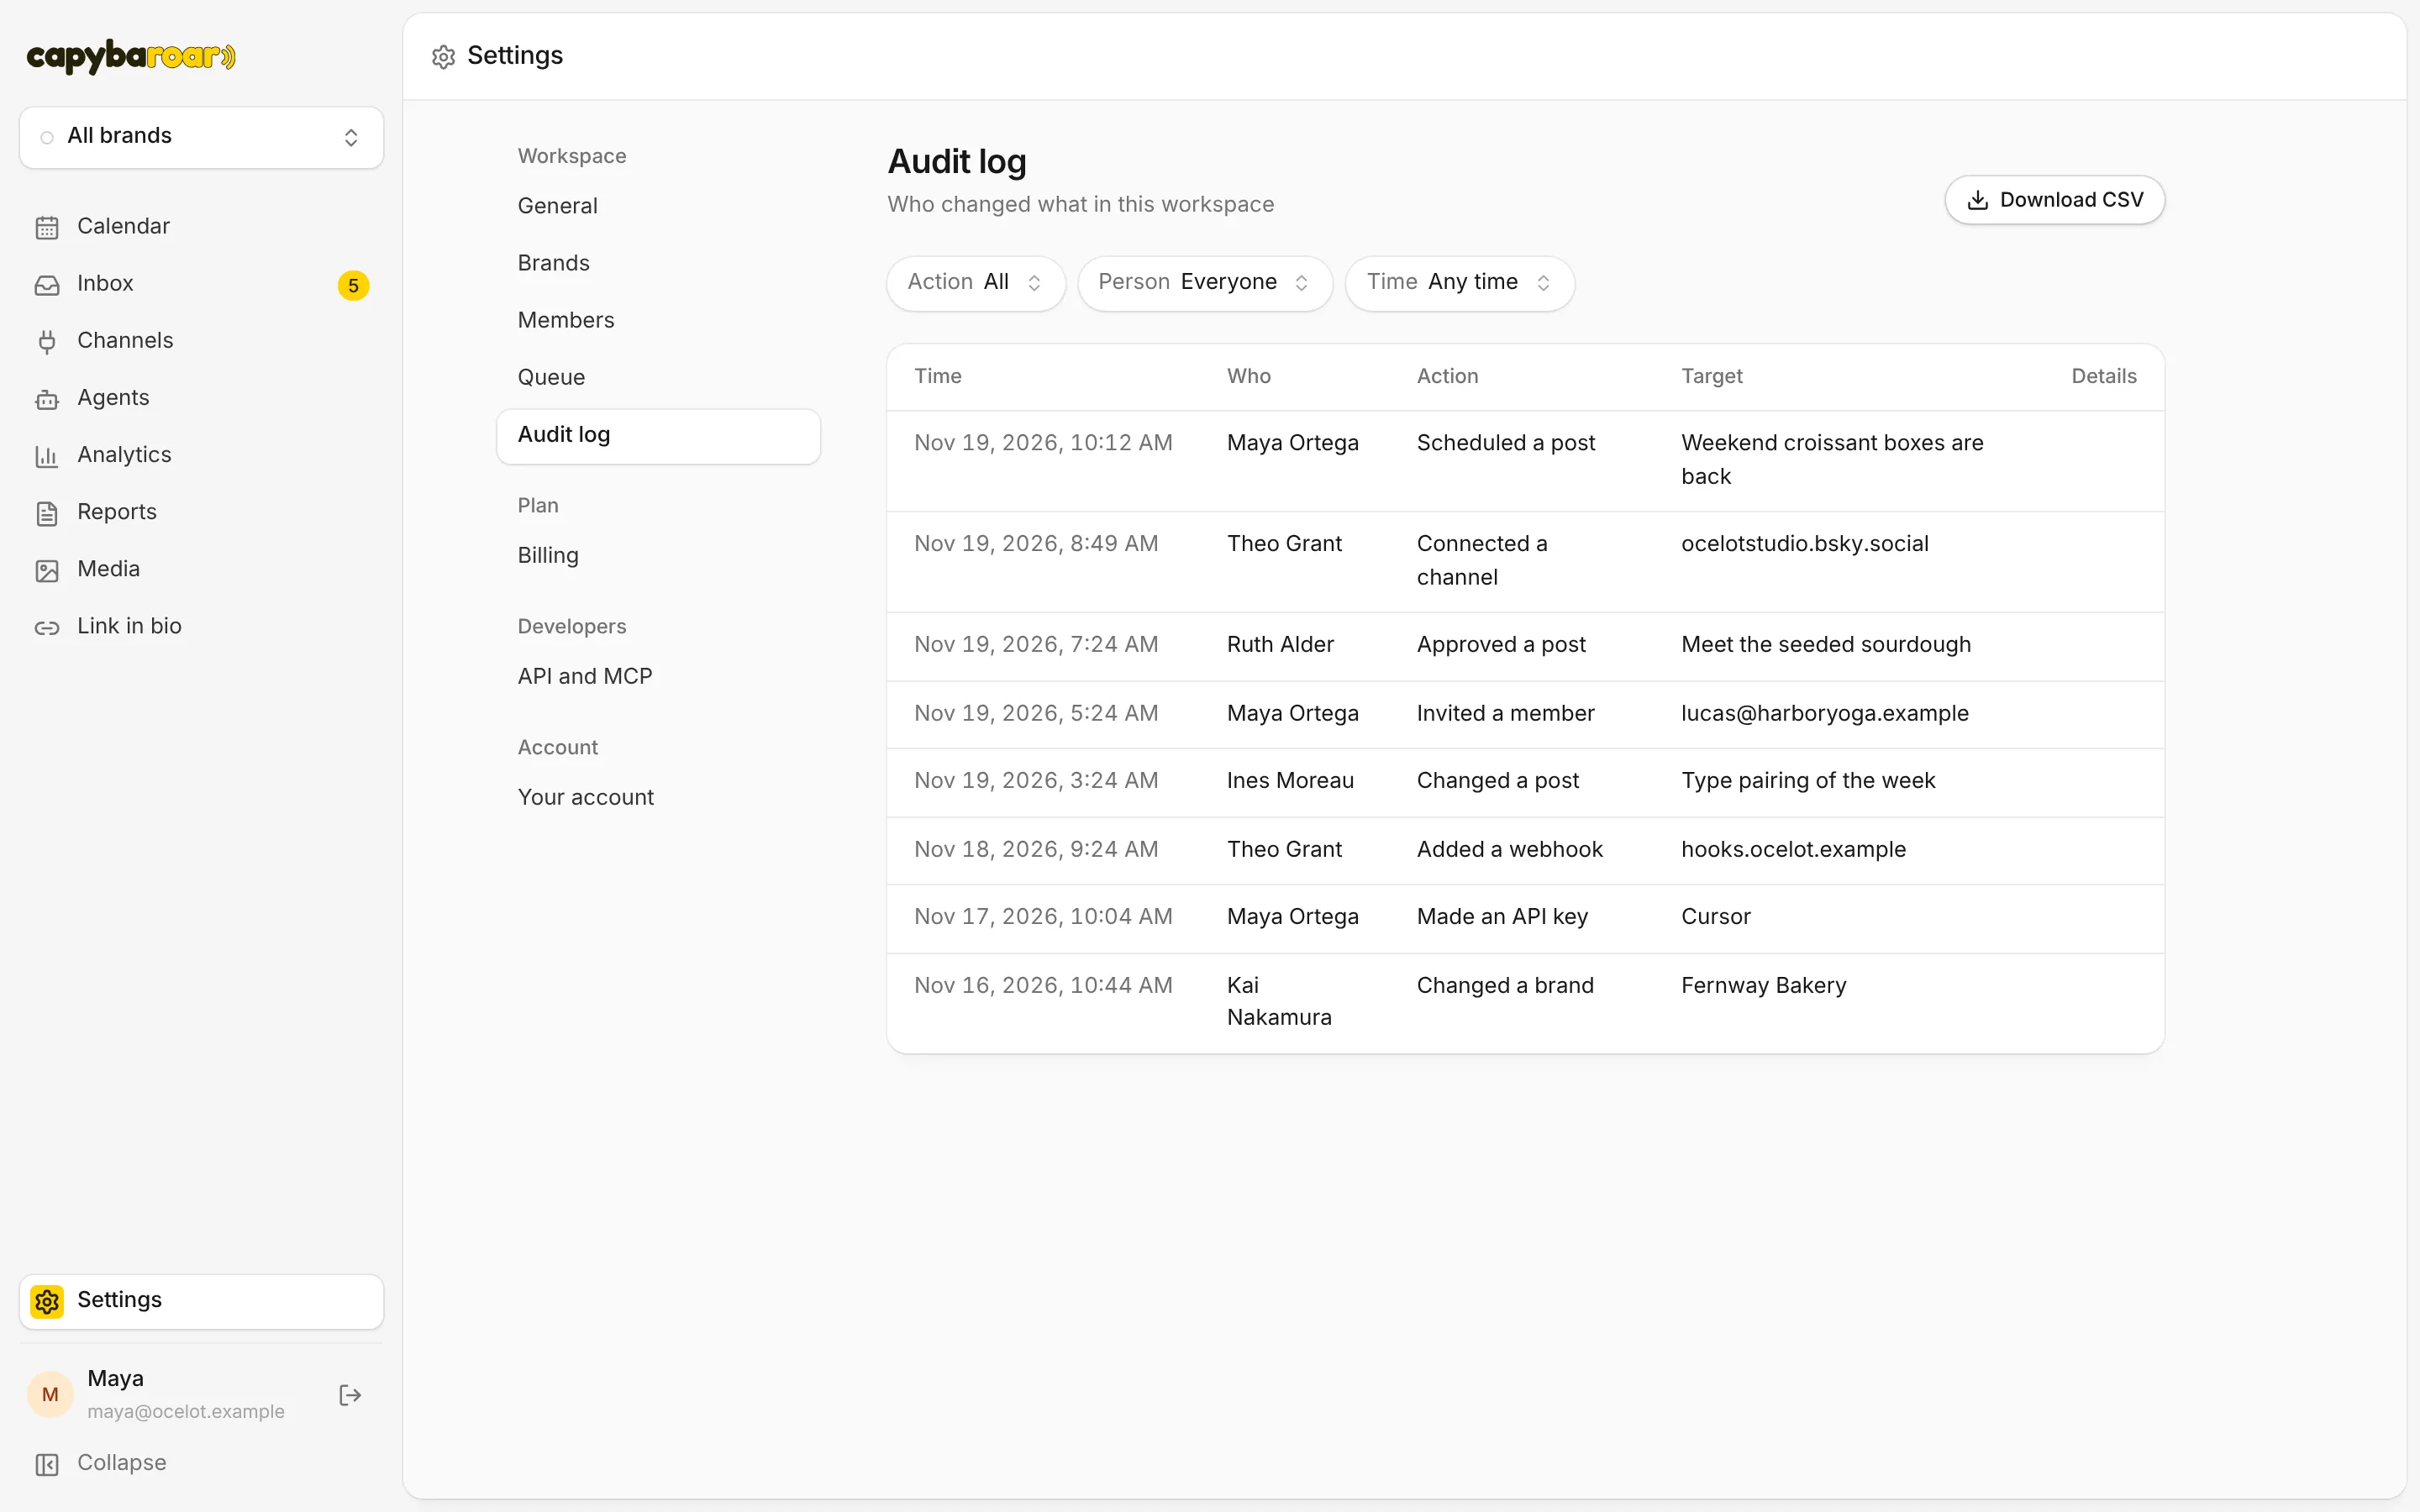 capybaroar
All brands
Calendar
Inbox
5
Channels
Agents
Analytics
Reports
Media
Link in bio
Settings
M
Maya
maya@ocelot.example
Collapse
Settings
Workspace
General
Brands
Members
Queue
Audit log
Plan
Billing
Developers
API and MCP
Account
Your account
Audit log
Who changed what in this workspace
Download CSV
Action All
Person Everyone
Time Any time
Time Who Action Target Details
Nov 19, 2026, 10:12 AM Maya Ortega Scheduled a post Weekend croissant boxes are
back
Nov 19, 2026, 8:49 AM Theo Grant Connected a ocelotstudio.bsky.social
channel
Nov 19, 2026, 7:24 AM Ruth Alder Approved a post Meet the seeded sourdough
Nov 19, 2026, 5:24 AM Maya Ortega Invited a member lucas@harboryoga.example
Nov 19, 2026, 3:24 AM Ines Moreau Changed a post Type pairing of the week
Nov 18, 2026, 9:24 AM Theo Grant Added a webhook hooks.ocelot.example
Nov 17, 2026, 10:04 AM Maya Ortega Made an API key Cursor
Nov 16, 2026, 10:44 AM Kai Changed a brand Fernway Bakery
Nakamura